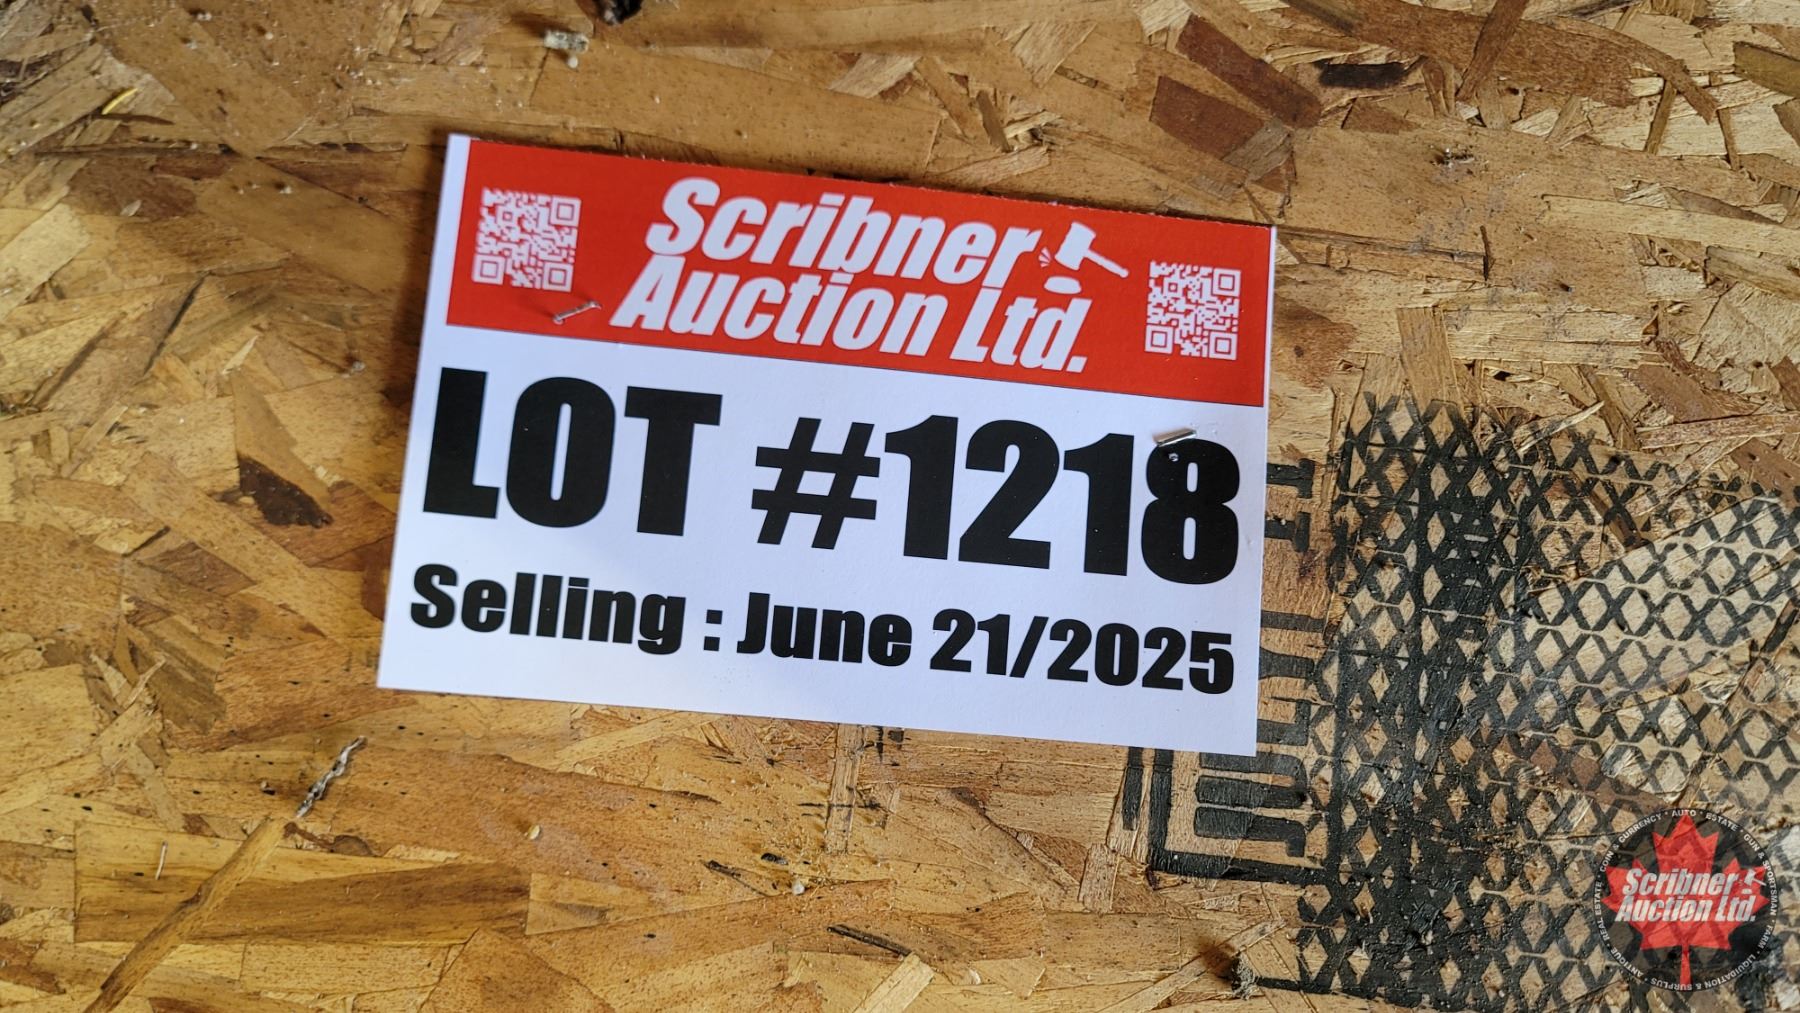 Scribner
Auction Ltd.
LOT #1218
Selling : June 21/2025
Scribner
Auction Ltd.